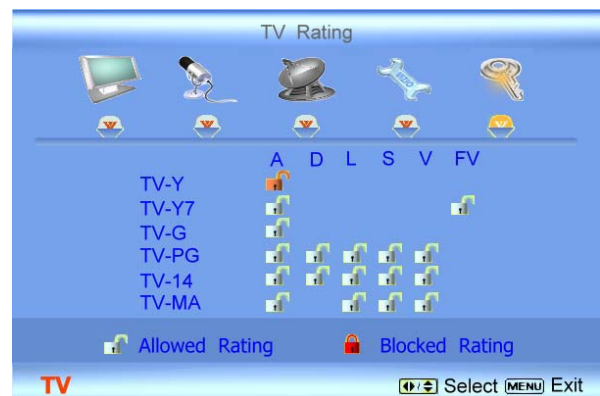 TV Rating
A D L S V FV
TV-Y
TV-Y7
TV-G
TV-PG
TV-14
TV-MA
Allowed Rating Blocked Rating
TV Select MENU Exit